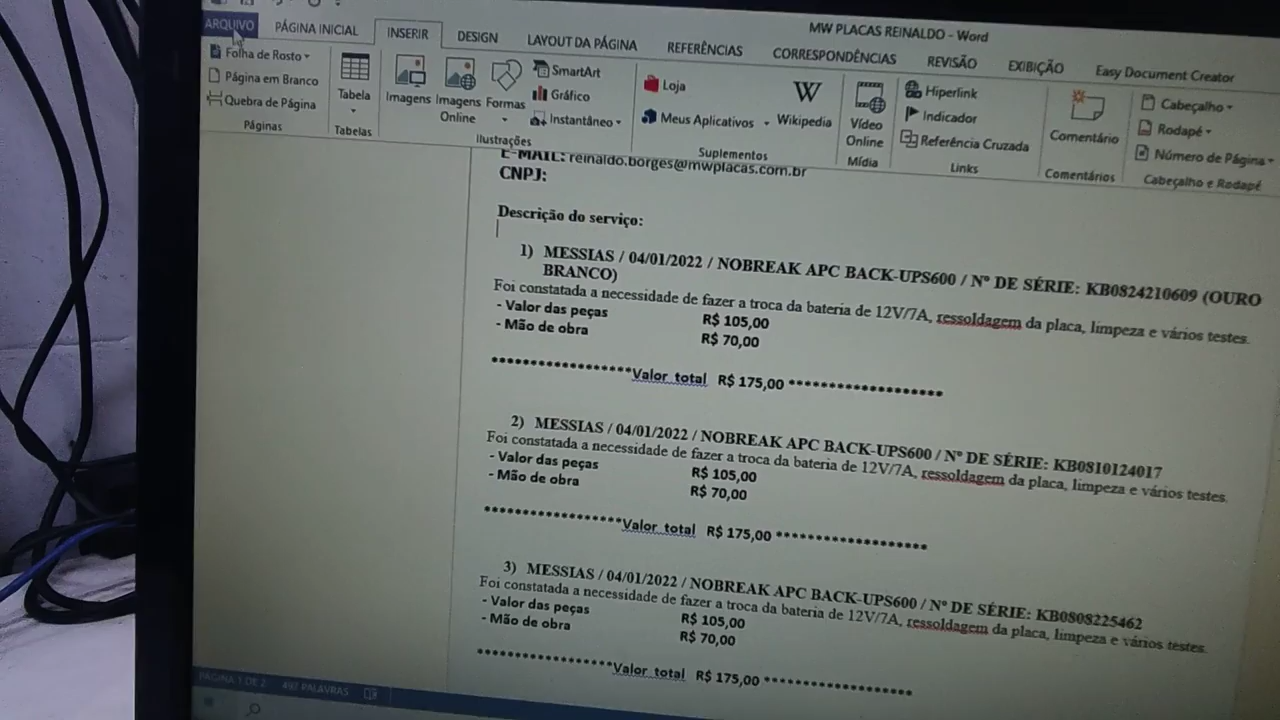 MW PLACAS REINALDO - Word
ARQUIVO PÁGINA INICIAL INSERIR DESIGN LAYOUT DA PÁGINA REFERÊNCIAS CORRESPONDÊNCIAS REVISÃO EXIBIÇÃO Easy Document Creator
Folha de Rosto
Página em Branco
Quebra de Página
Páginas
Tabela
Tabelas
Imagens
Imagens Online
Formas
SmartArt
Gráfico
Instantâneo
Ilustrações
Loja
Meus Aplicativos
Wikipedia
Suplementos
Vídeo Online
Mídia
Hiperlink
Indicador
Referência Cruzada
Links
Comentário
Comentários
Cabeçalho
Rodapé
Número de Página
Cabeçalho e Rodapé
E-MAIL: reinaldo.borges@mwplacas.com.br
CNPJ:
Descrição do serviço:
1) MESSIAS / 04/01/2022 / NOBREAK APC BACK-UPS600 / Nº DE SÉRIE: KB0824210609 (OURO
BRANCO)
Foi constatada a necessidade de fazer a troca da bateria de 12V/7A, ressoldagem da placa, limpeza e vários testes.
- Valor das peças R$ 105,00
- Mão de obra R$ 70,00
******************Valor total R$ 175,00 ********************
2) MESSIAS / 04/01/2022 / NOBREAK APC BACK-UPS600 / Nº DE SÉRIE: KB0810124017
Foi constatada a necessidade de fazer a troca da bateria de 12V/7A, ressoldagem da placa, limpeza e vários testes.
- Valor das peças R$ 105,00
- Mão de obra R$ 70,00
******************Valor total R$ 175,00 ********************
3) MESSIAS / 04/01/2022 / NOBREAK APC BACK-UPS600 / Nº DE SÉRIE: KB0808225462
Foi constatada a necessidade de fazer a troca da bateria de 12V/7A, ressoldagem da placa, limpeza e vários testes.
- Valor das peças R$ 105,00
- Mão de obra R$ 70,00
******************Valor total R$ 175,00 ********************
PÁGINA 1 DE 2 497 PALAVRAS